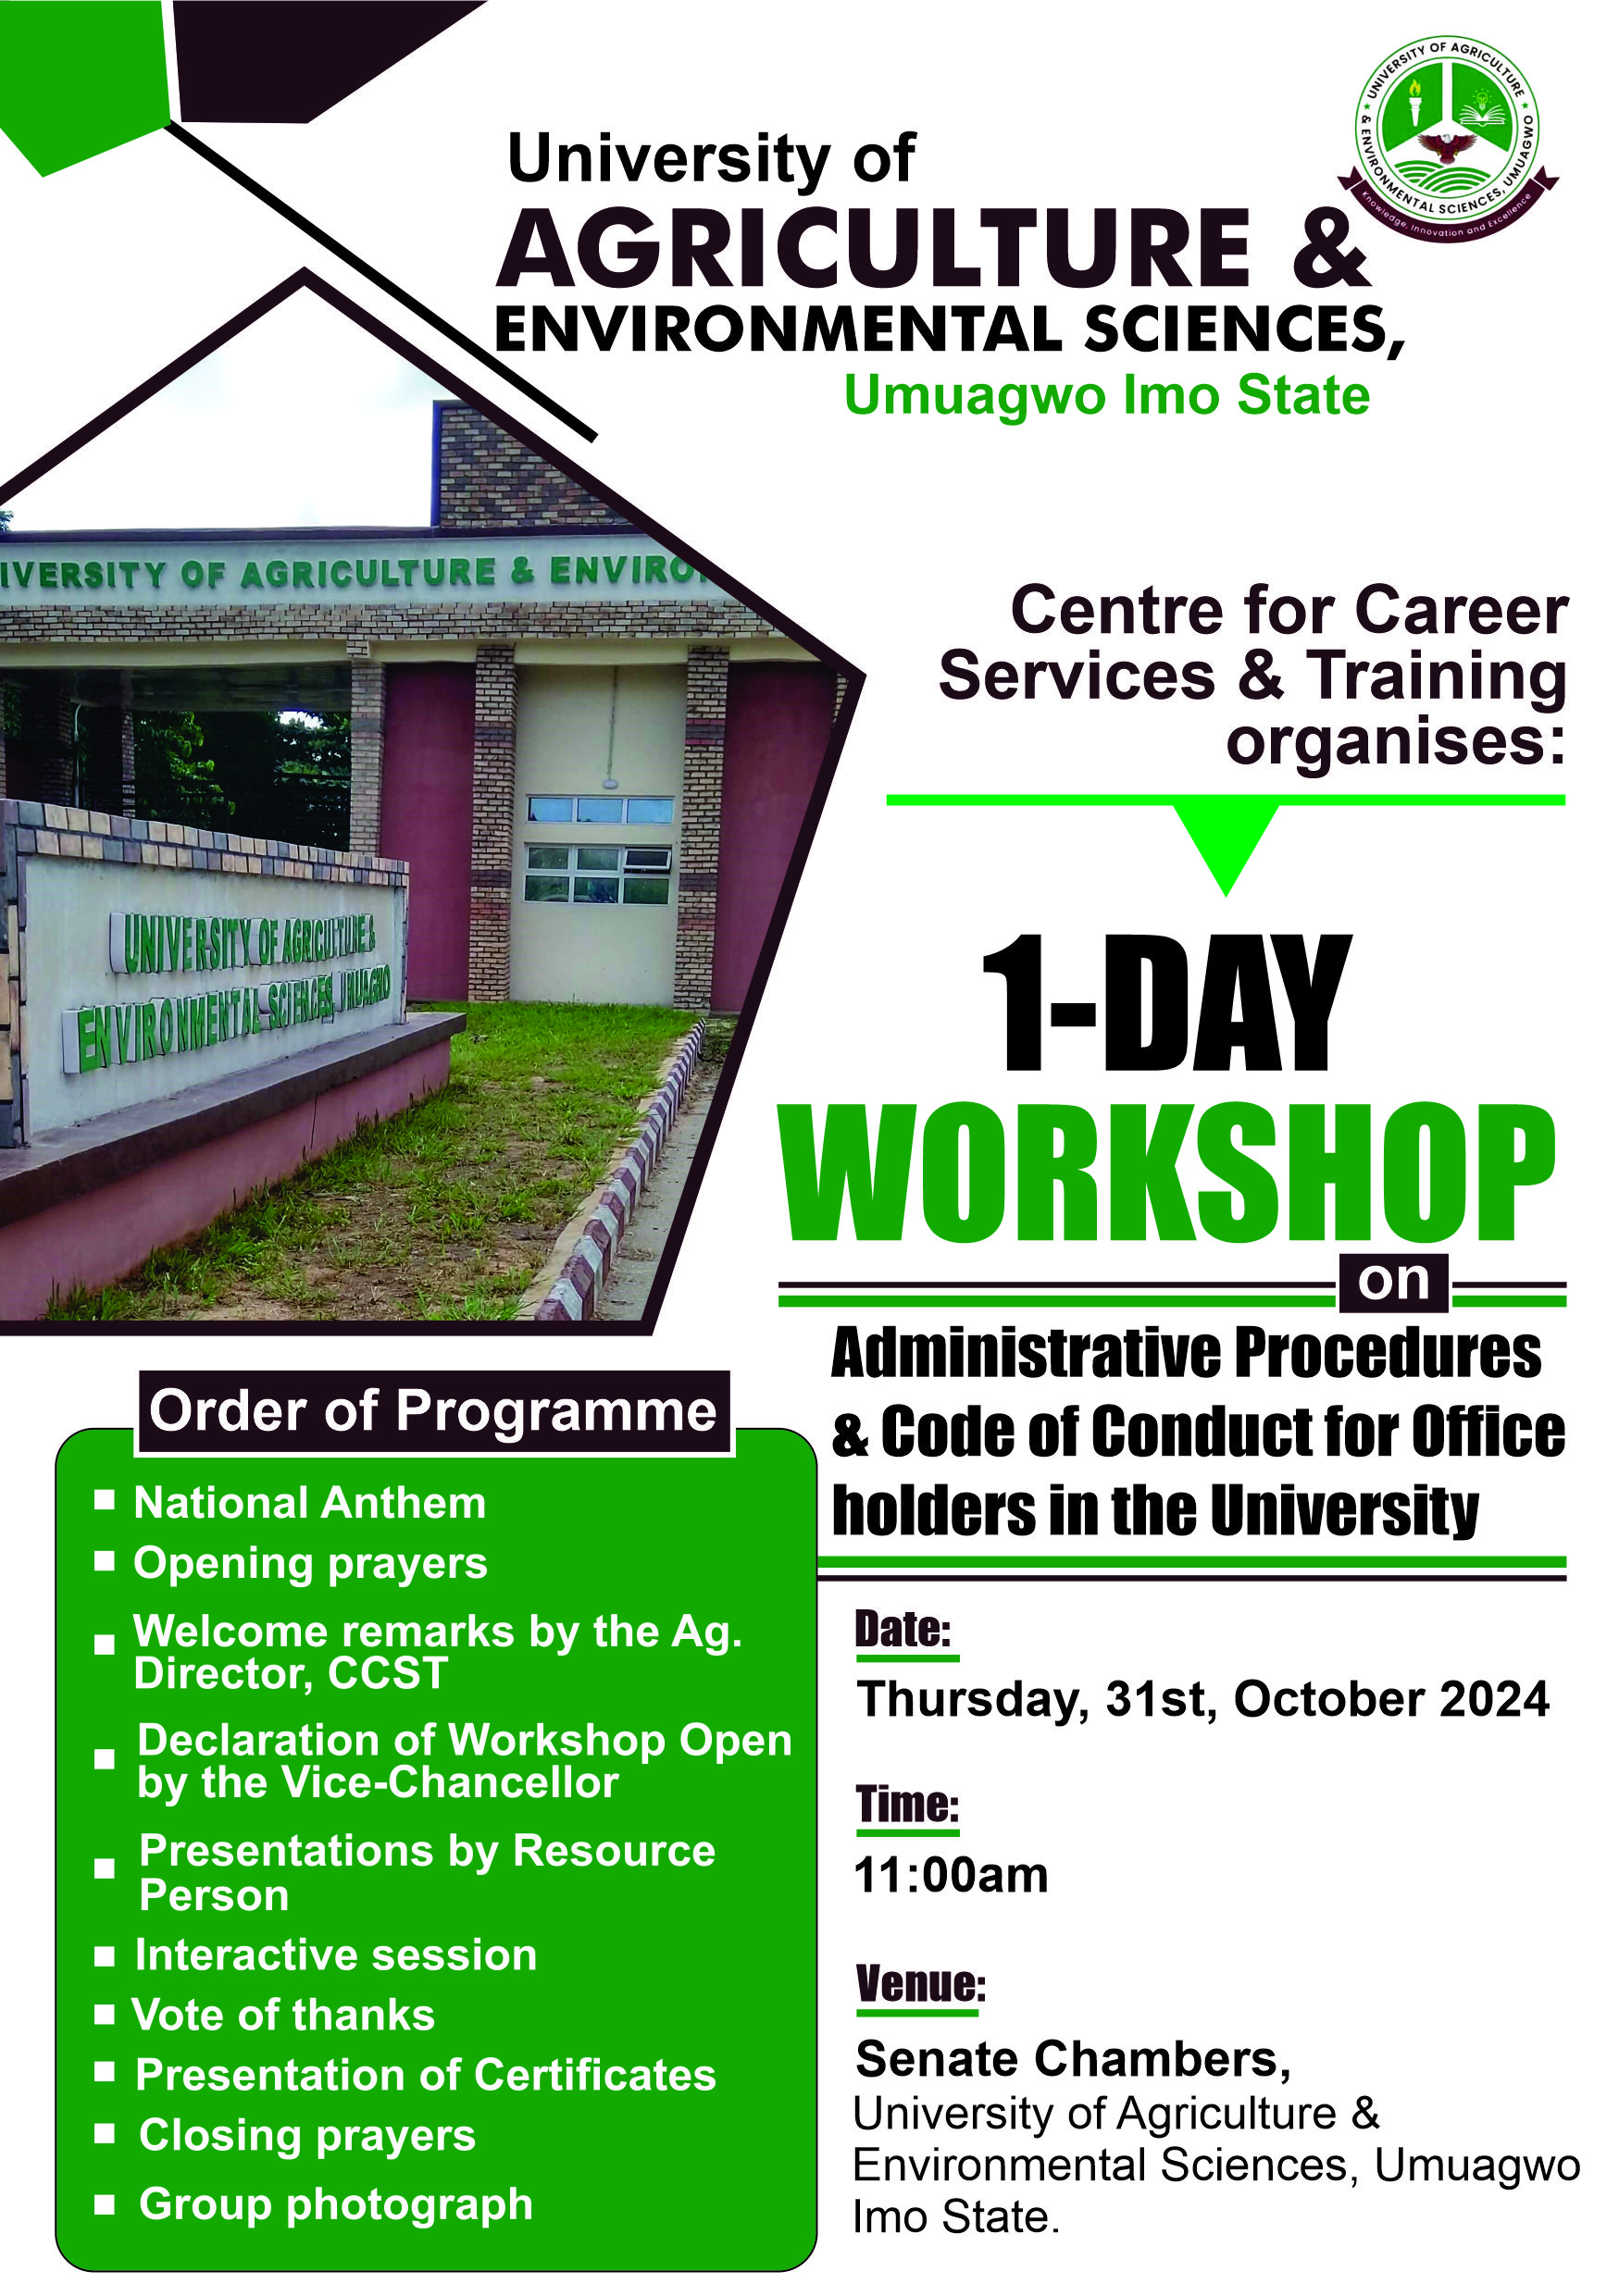 UNIVERSITY OF AGRICULTURE
& ENVIRONMENTAL SCIENCES, UMUAGWO
Knowledge, Innovation and Excellence
University of
AGRICULTURE &
ENVIRONMENTAL SCIENCES,
Umuagwo Imo State
IVERSITY OF AGRICULTURE & ENVIRO
UNIVERSITY OF AGRICULTURE &
ENVIRONMENTAL SCIENCES, UMUAGWO
Centre for Career
Services & Training
organises:
1-DAY
WORKSHOP
on
Administrative Procedures
& Code of Conduct for Office
holders in the University
Order of Programme
National Anthem
Opening prayers
Welcome remarks by the Ag.
Director, CCST
Declaration of Workshop Open
by the Vice-Chancellor
Presentations by Resource
Person
Interactive session
Vote of thanks
Presentation of Certificates
Closing prayers
Group photograph
Date:
Thursday, 31st, October 2024
Time:
11:00am
Venue:
Senate Chambers,
University of Agriculture &
Environmental Sciences, Umuagwo
Imo State.